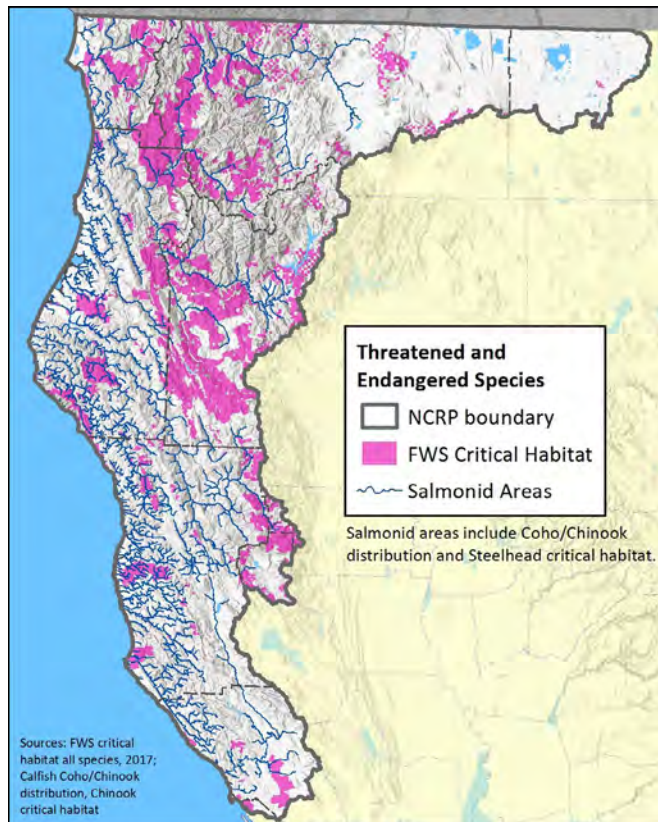 Threatened and
Endangered Species
NCRP boundary
FWS Critical Habitat
Salmonid Areas
Salmonid areas include Coho/Chinook
distribution and Steelhead critical habitat.
Sources: FWS critical
habitat all species, 2017;
Calfish Coho/Chinook
distribution, Chinook
critical habitat